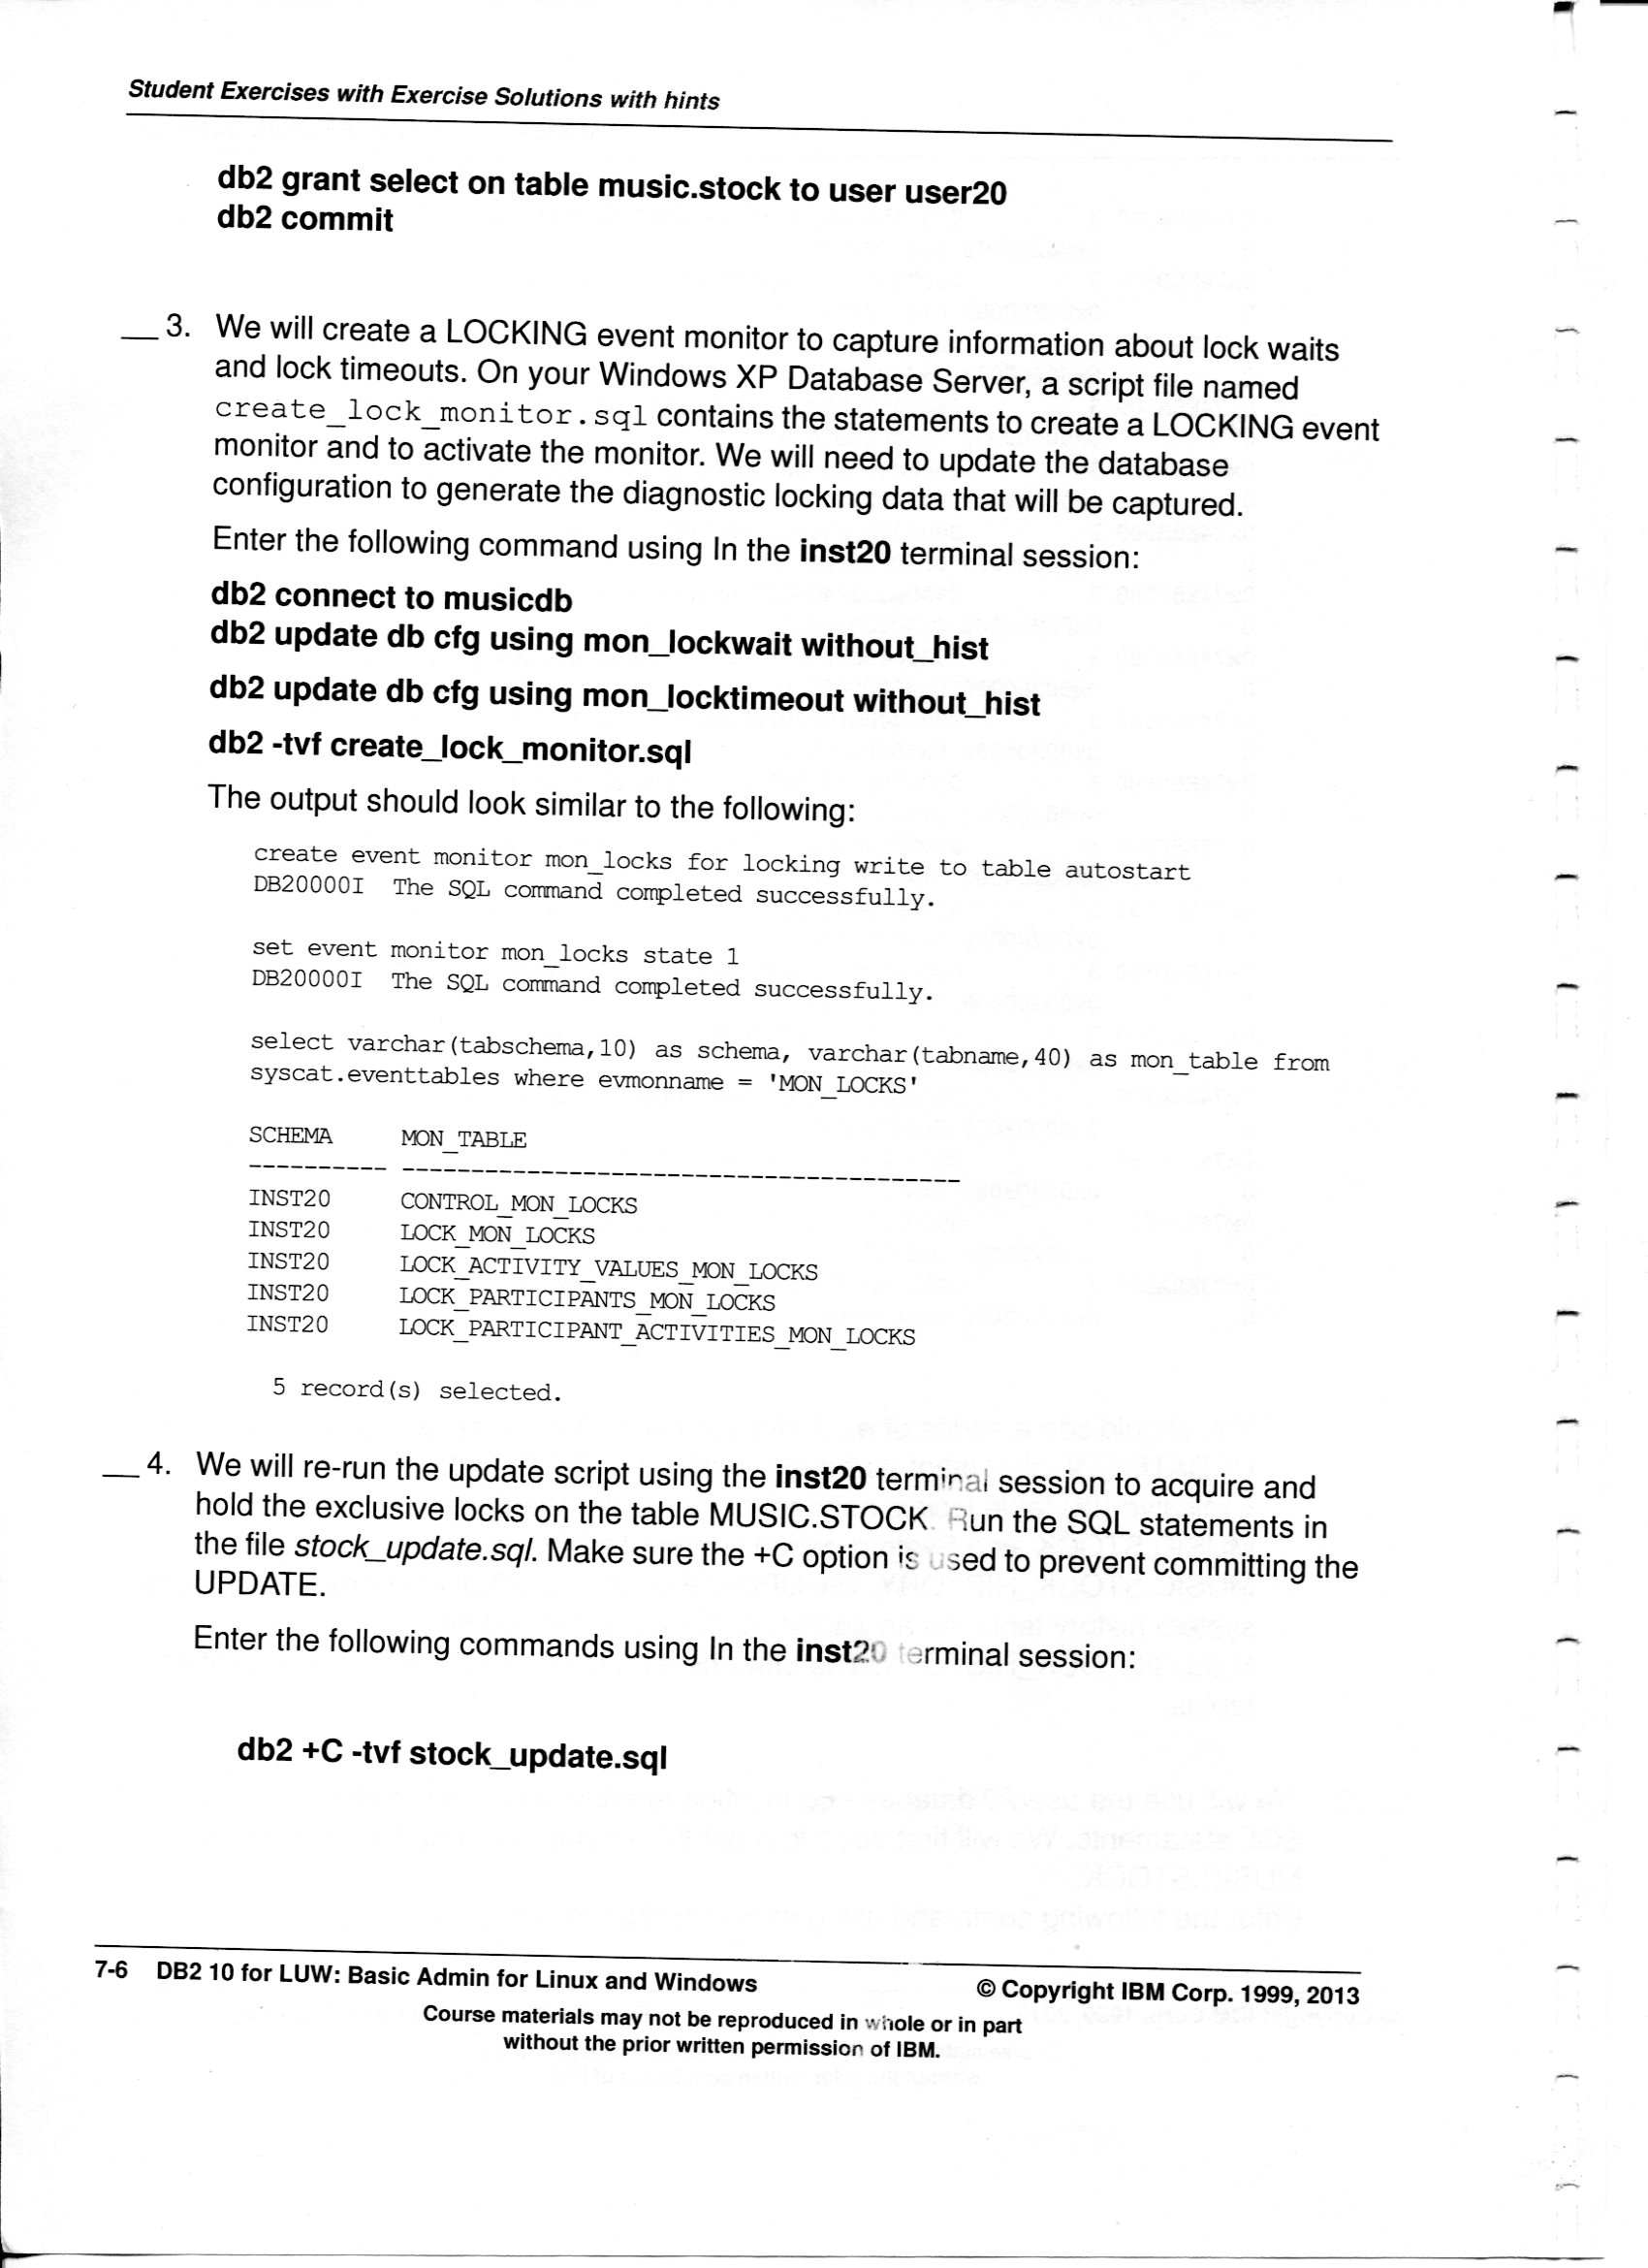 Student Exercises with Exercise Solutions with hints
db2 grant select on table music.stock to user user20
db2 commit
__ 3. We will create a LOCKING event monitor to capture information about lock waits
and lock timeouts. On your Windows XP Database Server, a script file named
create_lock_monitor.sql contains the statements to create a LOCKING event
monitor and to activate the monitor. We will need to update the database
configuration to generate the diagnostic locking data that will be captured.
Enter the following command using In the inst20 terminal session:
db2 connect to musicdb
db2 update db cfg using mon_lockwait without_hist
db2 update db cfg using mon_locktimeout without_hist
db2 -tvf create_lock_monitor.sql
The output should look similar to the following:
create event monitor mon_locks for locking write to table autostart
DB20000I  The SQL command completed successfully.
set event monitor mon_locks state 1
DB20000I  The SQL command completed successfully.
select varchar(tabschema,10) as schema, varchar(tabname,40) as mon_table from
syscat.eventtables where evmonname = 'MON_LOCKS'
SCHEMA     MON_TABLE
---------- ----------------------------------------
INST20     CONTROL_MON_LOCKS
INST20     LOCK_MON_LOCKS
INST20     LOCK_ACTIVITY_VALUES_MON_LOCKS
INST20     LOCK_PARTICIPANTS_MON_LOCKS
INST20     LOCK_PARTICIPANT_ACTIVITIES_MON_LOCKS
5 record(s) selected.
__ 4. We will re-run the update script using the inst20 terminal session to acquire and
hold the exclusive locks on the table MUSIC.STOCK. Run the SQL statements in
the file stock_update.sql. Make sure the +C option is used to prevent committing the
UPDATE.
Enter the following commands using In the inst20 terminal session:
db2 +C -tvf stock_update.sql
7-6 DB2 10 for LUW: Basic Admin for Linux and Windows © Copyright IBM Corp. 1999, 2013
Course materials may not be reproduced in whole or in part
without the prior written permission of IBM.